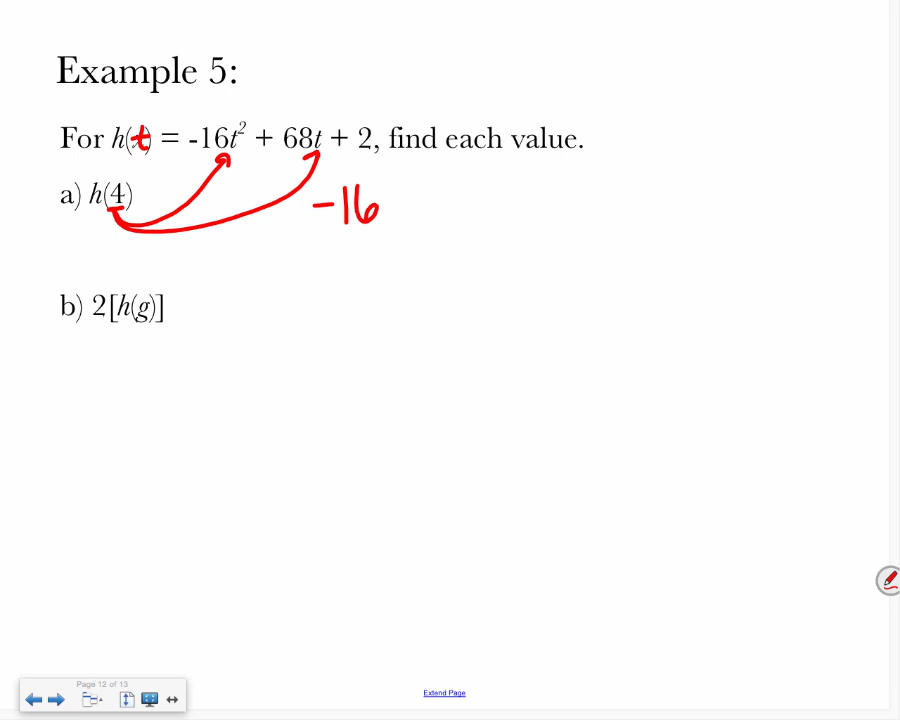 Example 5:
For h(t) = -16t² + 68t + 2, find each value.
a) h(4)
-16
b) 2[h(g)]
Page 12 of 13
Extend Page